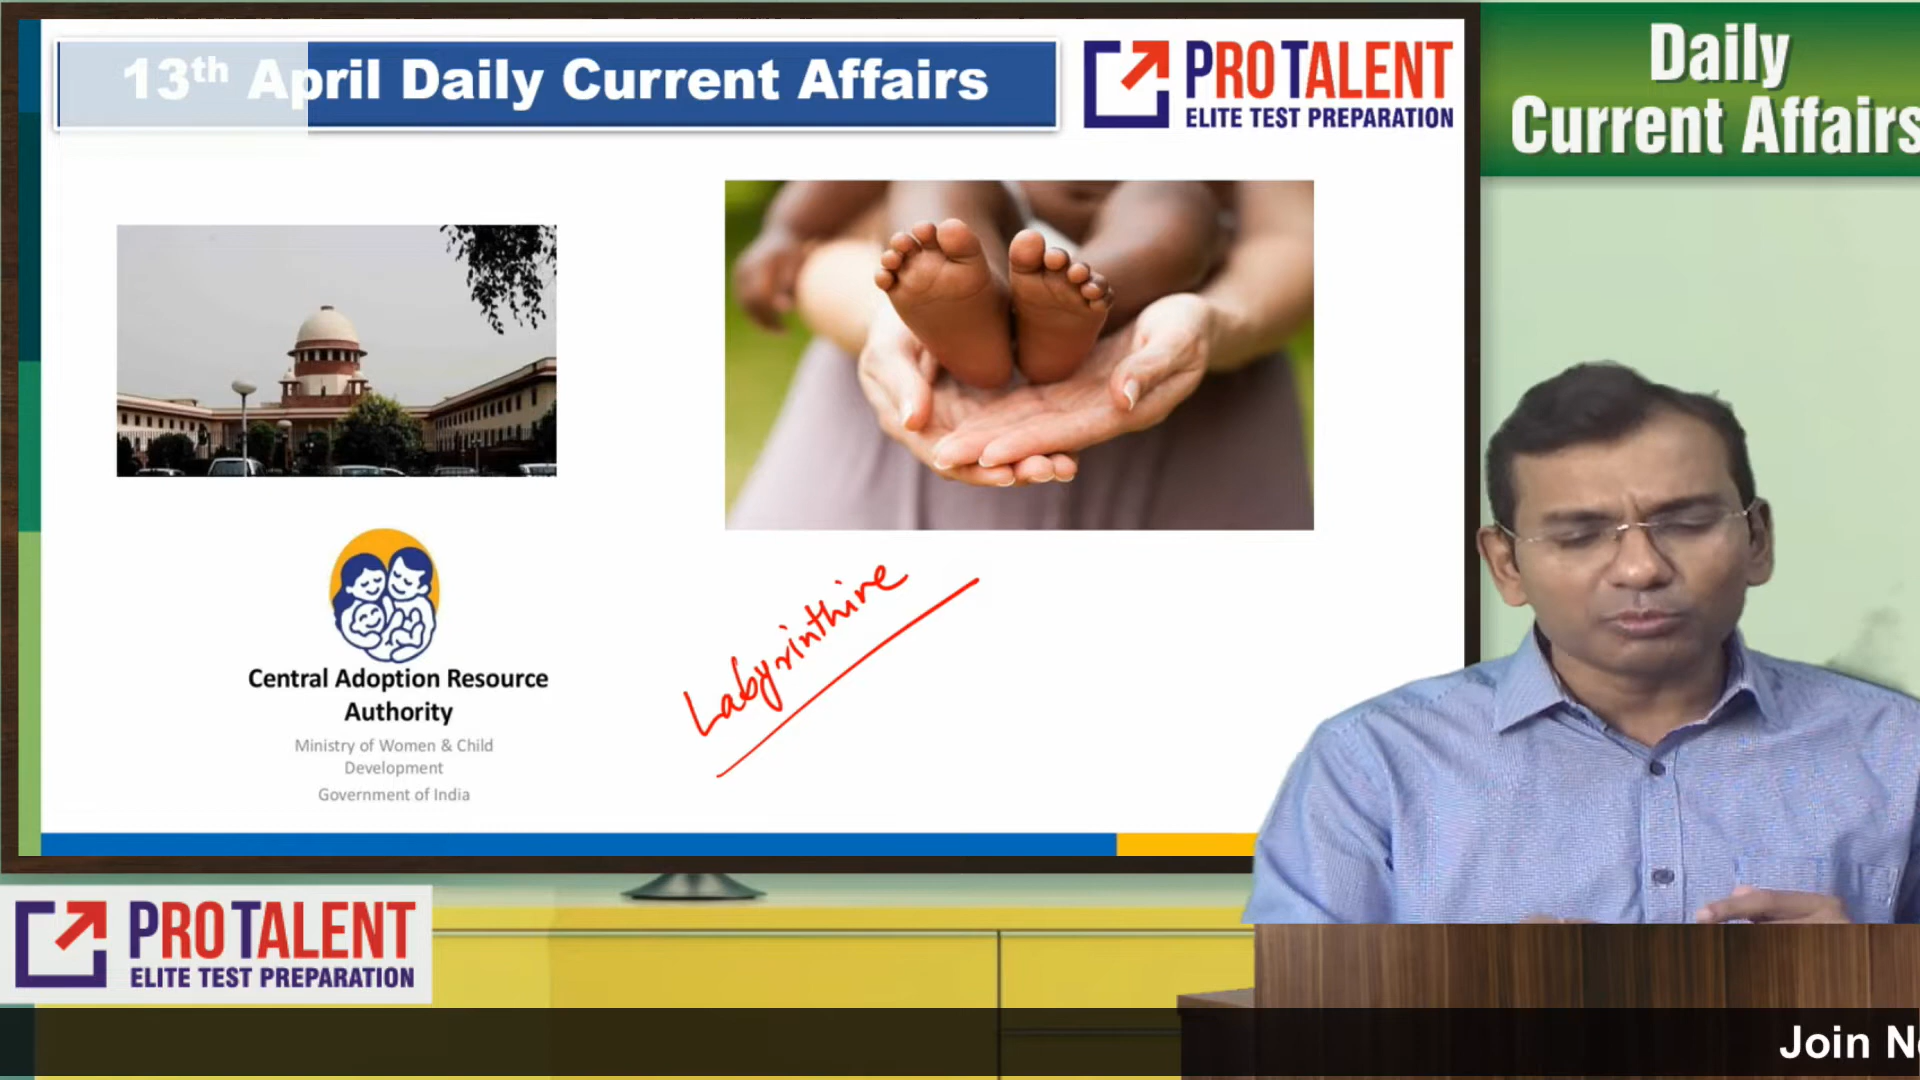 13th April Daily Current Affairs
PROTALENT
ELITE TEST PREPARATION
Daily
Current Affairs
Central Adoption Resource
Authority
Ministry of Women & Child
Development
Government of India
Labyrinthine
PROTALENT
ELITE TEST PREPARATION
Join